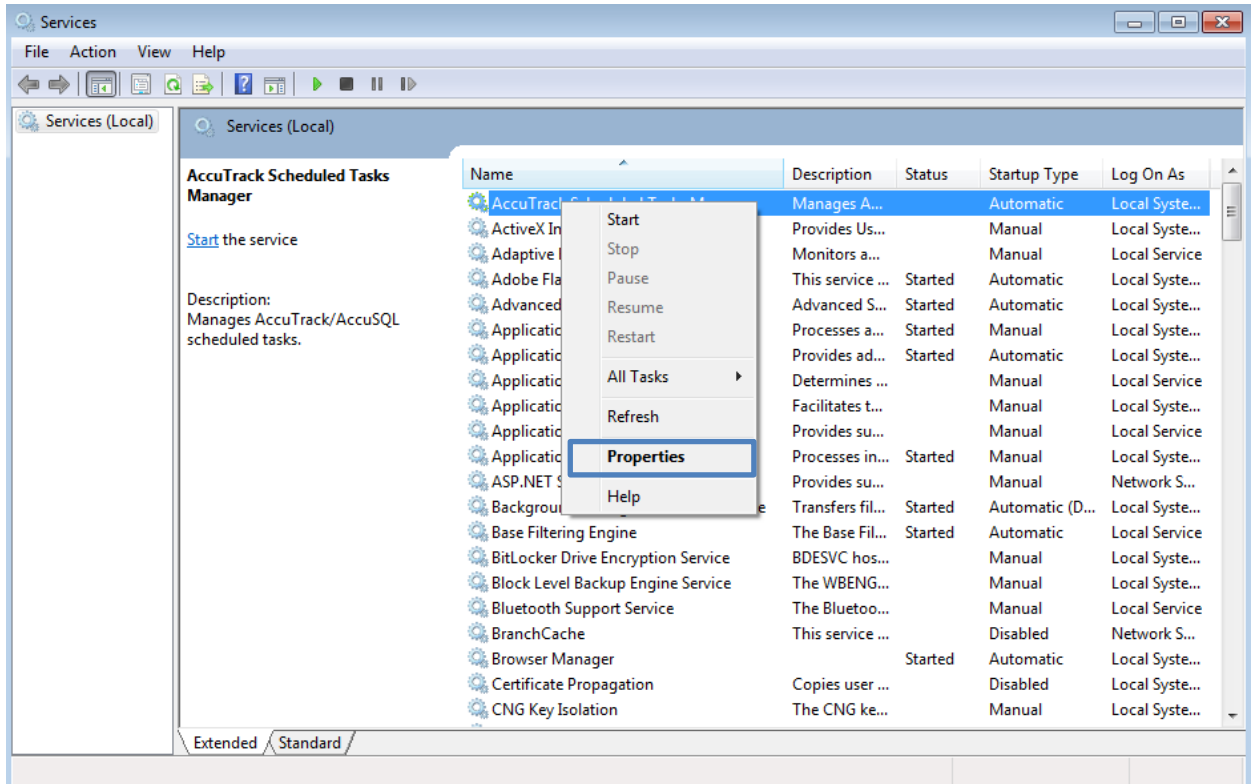 Services
File Action View Help
Services (Local)
Services (Local)
AccuTrack Scheduled Tasks
Manager
Start the service
Description:
Manages AccuTrack/AccuSQL
scheduled tasks.
Name Description Status Startup Type Log On As
AccuTrack Manages A... Automatic Local Syste...
ActiveX In Provides Us... Manual Local Syste...
Adaptive Monitors a... Manual Local Service
Adobe Fla This service ... Started Automatic Local Syste...
Advanced Advanced S... Started Automatic Local Syste...
Applicatio Processes a... Started Manual Local Syste...
Applicatio Provides ad... Started Automatic Local Syste...
Applicatio Determines ... Manual Local Service
Applicatio Facilitates t... Manual Local Syste...
Applicatio Provides su... Manual Local Service
Applicatio Processes in... Started Manual Local Syste...
ASP.NET S Provides su... Manual Network S...
Backgroun e Transfers fil... Started Automatic (D... Local Syste...
Base Filtering Engine The Base Fil... Started Automatic Local Service
BitLocker Drive Encryption Service BDESVC hos... Manual Local Syste...
Block Level Backup Engine Service The WBENG... Manual Local Syste...
Bluetooth Support Service The Bluetoo... Manual Local Service
BranchCache This service ... Disabled Network S...
Browser Manager Started Automatic Local Syste...
Certificate Propagation Copies user ... Disabled Local Syste...
CNG Key Isolation The CNG ke... Manual Local Syste...
Start
Stop
Pause
Resume
Restart
All Tasks
Refresh
Properties
Help
Extended Standard